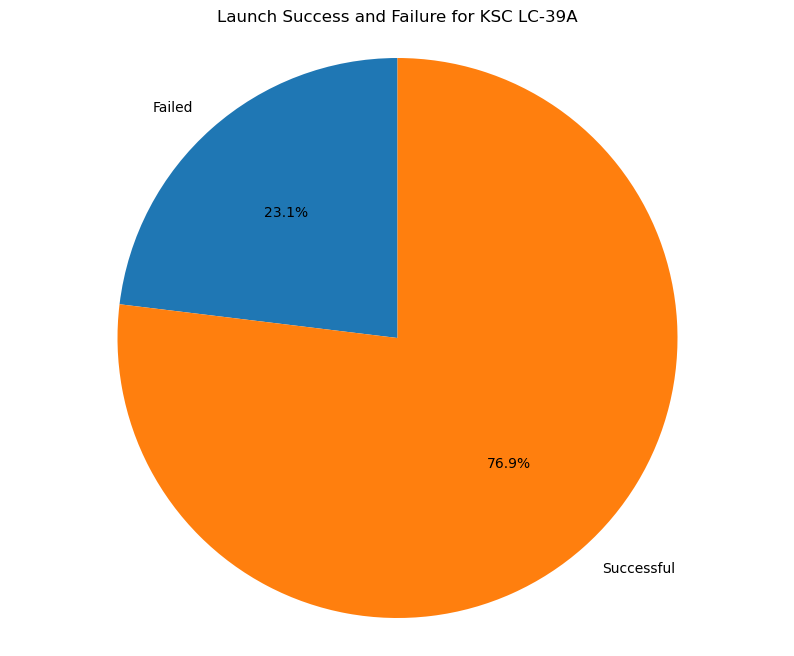 Launch Success and Failure for KSC LC-39A
Failed
23.1%
76.9%
Successful